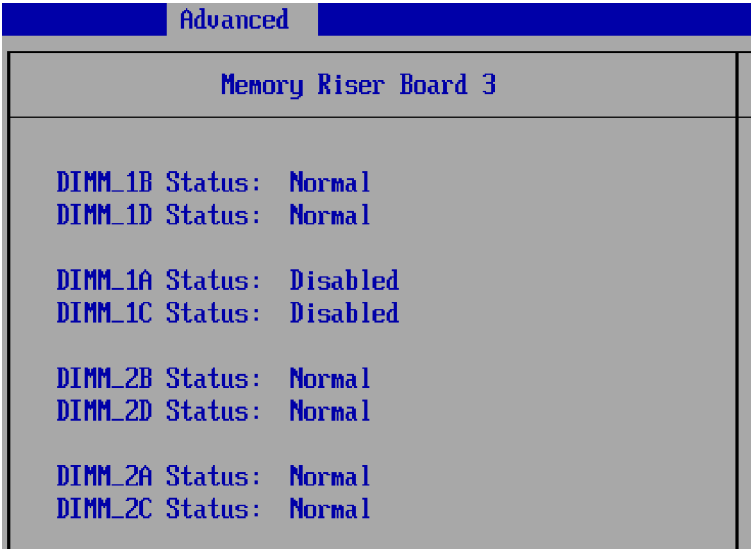 Advanced
Memory Riser Board 3
DIMM_1B Status: Normal
DIMM_1D Status: Normal
DIMM_1A Status: Disabled
DIMM_1C Status: Disabled
DIMM_2B Status: Normal
DIMM_2D Status: Normal
DIMM_2A Status: Normal
DIMM_2C Status: Normal